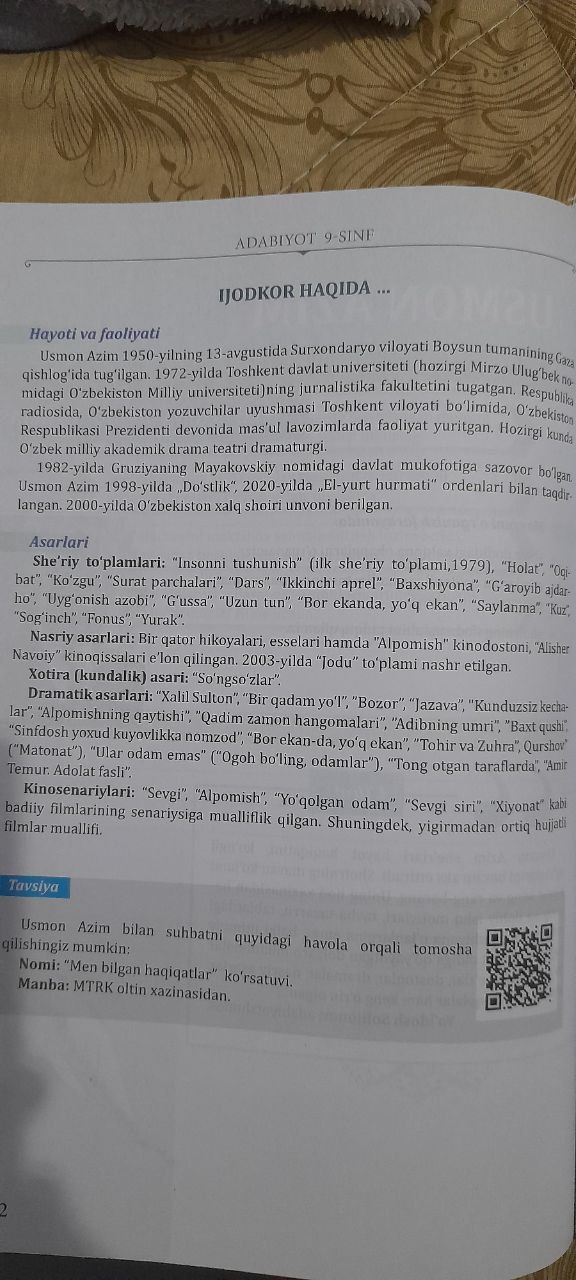 ADABIYOT 9-SINF
IJODKOR HAQIDA ...
Hayoti va faoliyati
Usmon Azim 1950-yilning 13-avgustida Surxondaryo viloyati Boysun tumanining Gaza
qishlog‘ida tug‘ilgan. 1972-yilda Toshkent davlat universiteti (hozirgi Mirzo Ulug‘bek no-
midagi O‘zbekiston Milliy universiteti)ning jurnalistika fakultetini tugatgan. Respublika
radiosida, O‘zbekiston yozuvchilar uyushmasi Toshkent viloyati bo‘limida, O‘zbekiston
Respublikasi Prezidenti devonida mas’ul lavozimlarda faoliyat yuritgan. Hozirgi kunda
O‘zbek milliy akademik drama teatri dramaturgi.
1982-yilda Gruziyaning Mayakovskiy nomidagi davlat mukofotiga sazovor bo‘lgan.
Usmon Azim 1998-yilda „Do‘stlik“, 2020-yilda „El-yurt hurmati“ ordenlari bilan taqdir-
langan. 2000-yilda O‘zbekiston xalq shoiri unvoni berilgan.
Asarlari
She’riy to‘plamlari: “Insonni tushunish” (ilk she’riy to‘plami,1979), “Holat”, “Oqi-
bat”, “Ko‘zgu”, “Surat parchalari”, “Dars”, “Ikkinchi aprel”, “Baxshiyona”, “G‘aroyib ajdar-
ho”, “Uyg‘onish azobi”, “G‘ussa”, “Uzun tun”, “Bor ekanda, yo‘q ekan”, “Saylanma”, “Kuz”,
“Sog‘inch”, “Fonus”, “Yurak”.
Nasriy asarlari: Bir qator hikoyalari, esselari hamda “Alpomish” kinodostoni, “Alisher
Navoiy” kinoqissalari e’lon qilingan. 2003-yilda “Jodu” to‘plami nashr etilgan.
Xotira (kundalik) asari: “So‘ngso‘zlar”.
Dramatik asarlari: “Xalil Sulton”, “Bir qadam yo‘l”, “Bozor”, “Jazava”, “Kunduzsiz kecha-
lar”, “Alpomishning qaytishi”, “Qadim zamon hangomalari”, “Adibning umri”, “Baxt qushi”,
“Sinfdosh yoxud kuyovlikka nomzod”, “Bor ekan-da, yo‘q ekan”, “Tohir va Zuhra”, Qurshov”
(“Matonat”), “Ular odam emas” (“Ogoh bo‘ling, odamlar”), “Tong otgan taraflarda”, “Amir
Temur. Adolat fasli”.
Kinosenariylari: “Sevgi”, “Alpomish”, “Yo‘qolgan odam”, “Sevgi siri”, “Xiyonat” kabi
badiiy filmlarining senariysiga mualliflik qilgan. Shuningdek, yigirmadan ortiq hujjatli
filmlar muallifi.
Tavsiya
Usmon Azim bilan suhbatni quyidagi havola orqali tomosha
qilishingiz mumkin:
Nomi: “Men bilgan haqiqatlar” ko‘rsatuvi.
Manba: MTRK oltin xazinasidan.
2